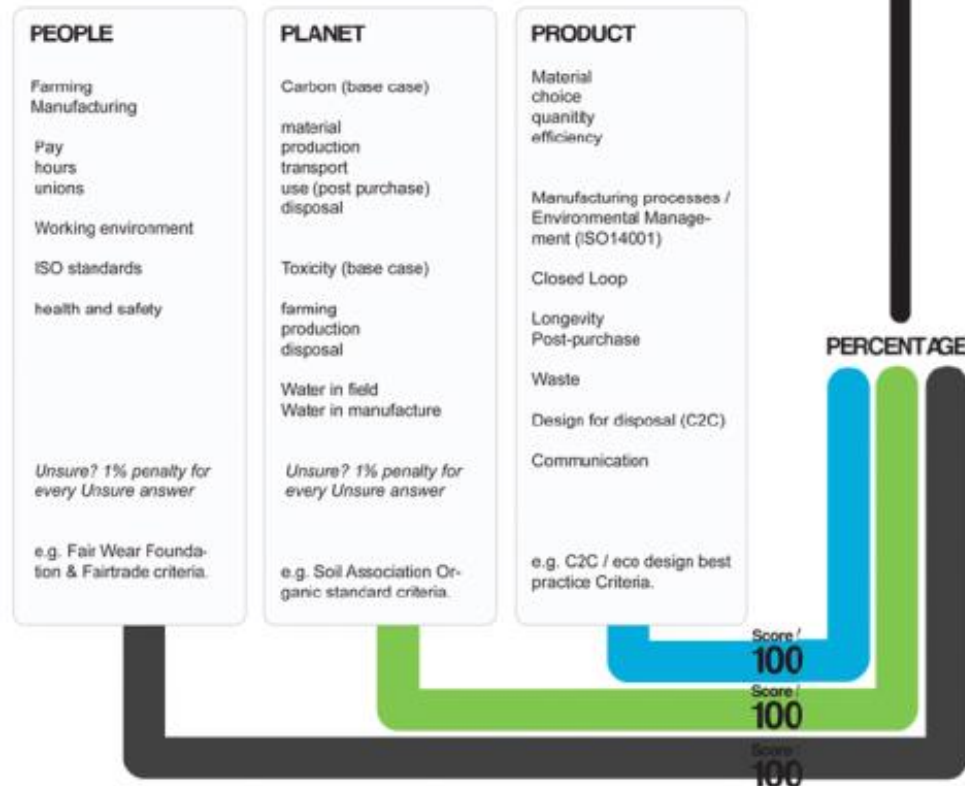 PEOPLE
Farming
Manufacturing
Pay
hours
unions
Working environment
ISO standards
health and safety
Unsure? 1% penalty for
every Unsure answer
e.g. Fair Wear Founda-
tion & Fairtrade criteria.
PLANET
Carbon (base case)
material
production
transport
use (post purchase)
disposal
Toxicity (base case)
farming
production
disposal
Water in field
Water in manufacture
Unsure? 1% penalty for
every Unsure answer
e.g. Soil Association Or-
ganic standard criteria.
PRODUCT
Material
choice
quanitity
efficiency
Manufacturing processes /
Environmental Manage-
ment (ISO14001)
Closed Loop
Longevity
Post-purchase
Waste
Design for disposal (C2C)
Communication
e.g. C2C / eco design best
practice Criteria.
PERCENTAGE
Score /
100
Score /
100
Score /
100